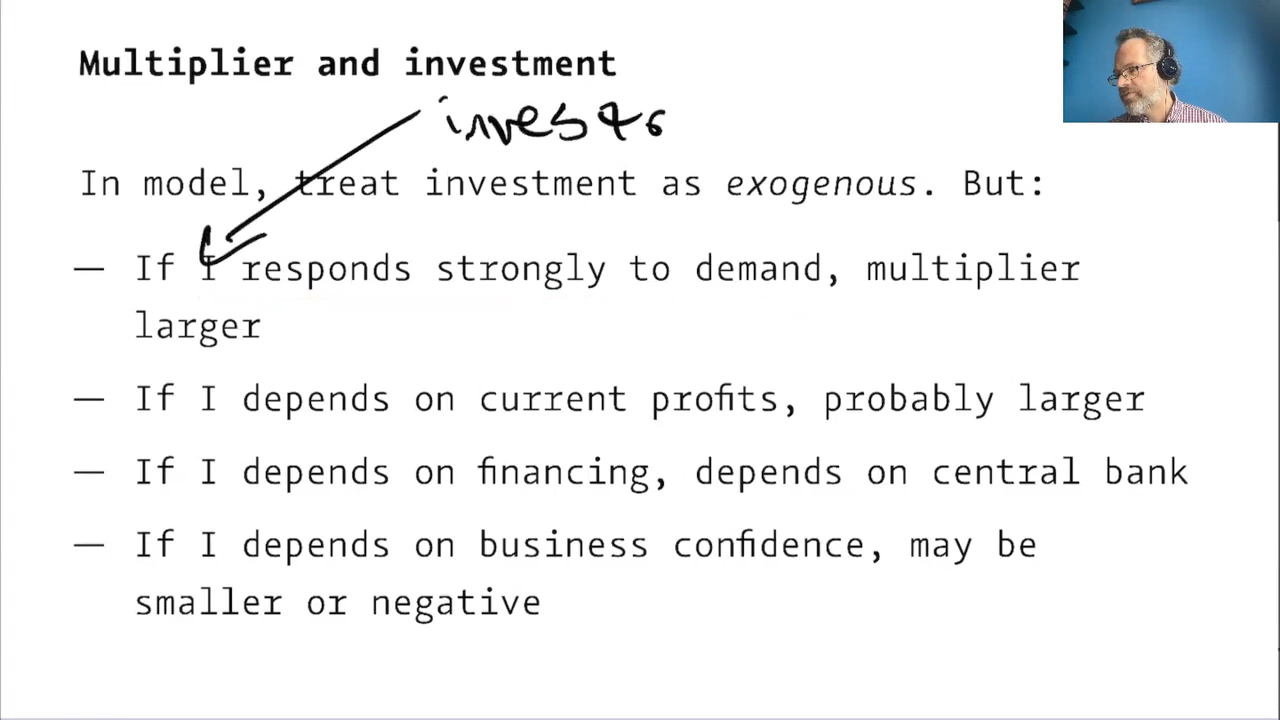 Multiplier and investment
invest
In model, treat investment as exogenous. But:
— If I responds strongly to demand, multiplier
larger
— If I depends on current profits, probably larger
— If I depends on financing, depends on central bank
— If I depends on business confidence, may be
smaller or negative